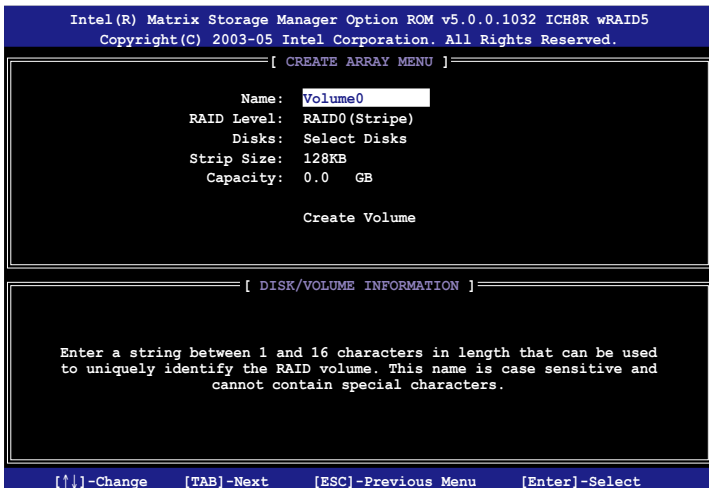 Intel(R) Matrix Storage Manager Option ROM v5.0.0.1032 ICH8R wRAID5
Copyright(C) 2003-05 Intel Corporation. All Rights Reserved.
[ CREATE ARRAY MENU ]
Name: Volume0
RAID Level: RAID0(Stripe)
Disks: Select Disks
Strip Size: 128KB
Capacity: 0.0 GB
Create Volume
[ DISK/VOLUME INFORMATION ]
Enter a string between 1 and 16 characters in length that can be used
to uniquely identify the RAID volume. This name is case sensitive and
cannot contain special characters.
[↑↓]-Change [TAB]-Next [ESC]-Previous Menu [Enter]-Select